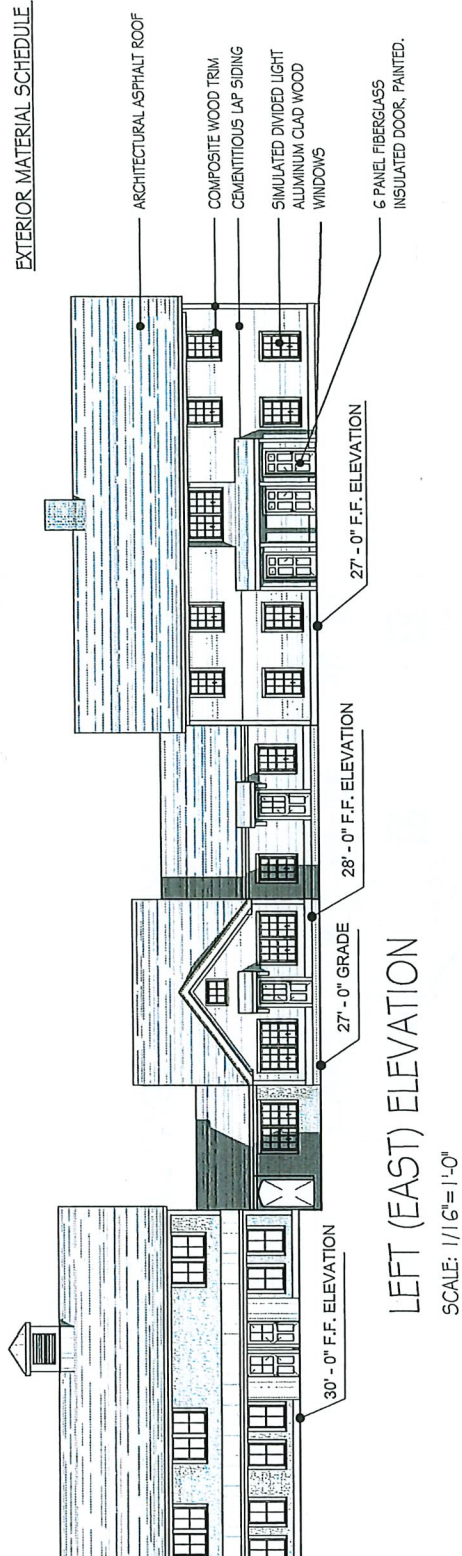 EXTERIOR MATERIAL SCHEDULE
ARCHITECTURAL ASPHALT ROOF
COMPOSITE WOOD TRIM
CEMENTITIOUS LAP SIDING
SIMULATED DIVIDED LIGHT
ALUMINUM CLAD WOOD
WINDOWS
6 PANEL FIBERGLASS
INSULATED DOOR, PAINTED.
30' - 0" F.F. ELEVATION
27' - 0" GRADE
28' - 0" F.F. ELEVATION
27' - 0" F.F. ELEVATION
LEFT (EAST) ELEVATION
SCALE: 1/16"=1'-0"